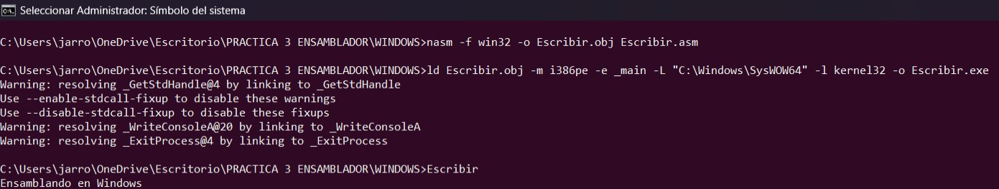 Seleccionar Administrador: Símbolo del sistema
C:\Users\jarro\OneDrive\Escritorio\PRACTICA 3 ENSAMBLADOR\WINDOWS>nasm -f win32 -o Escribir.obj Escribir.asm
C:\Users\jarro\OneDrive\Escritorio\PRACTICA 3 ENSAMBLADOR\WINDOWS>ld Escribir.obj -m i386pe -e _main -L "C:\Windows\SysWOW64" -l kernel32 -o Escribir.exe
Warning: resolving _GetStdHandle@4 by linking to _GetStdHandle
Use --enable-stdcall-fixup to disable these warnings
Use --disable-stdcall-fixup to disable these fixups
Warning: resolving _WriteConsoleA@20 by linking to _WriteConsoleA
Warning: resolving _ExitProcess@4 by linking to _ExitProcess
C:\Users\jarro\OneDrive\Escritorio\PRACTICA 3 ENSAMBLADOR\WINDOWS>Escribir
Ensamblando en Windows